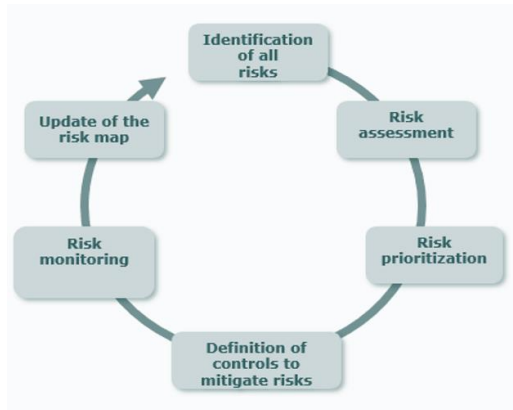 Identification
of all
risks
Risk
assessment
Risk
prioritization
Definition of
controls to
mitigate risks
Risk
monitoring
Update of the
risk map